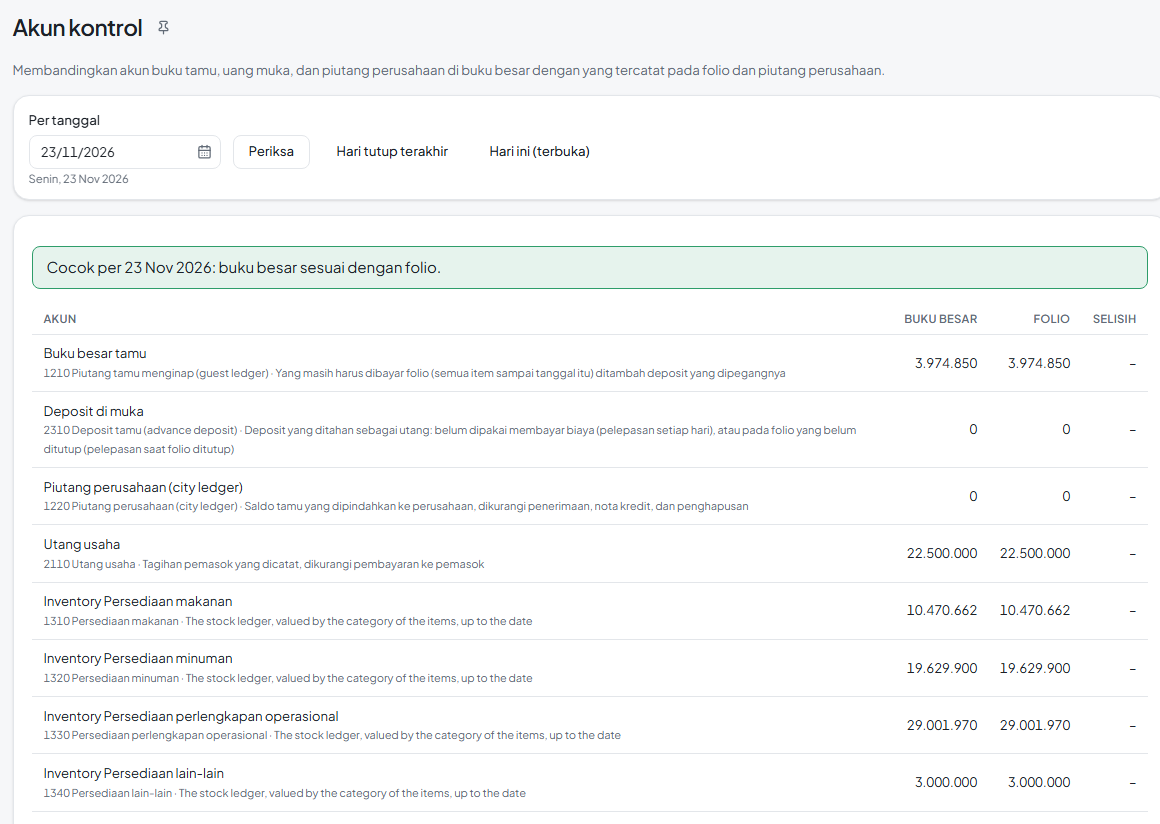 Akun kontrol
Membandingkan akun buku tamu, uang muka, dan piutang perusahaan di buku besar dengan yang tercatat pada folio dan piutang perusahaan.
Per tanggal
23/11/2026 Periksa Hari tutup terakhir Hari ini (terbuka)
Senin, 23 Nov 2026
Cocok per 23 Nov 2026: buku besar sesuai dengan folio.
AKUN BUKU BESAR FOLIO SELISIH
Buku besar tamu
1210 Piutang tamu menginap (guest ledger) · Yang masih harus dibayar folio (semua item sampai tanggal itu) ditambah deposit yang dipegangnya
3.974.850 3.974.850 –
Deposit di muka
2310 Deposit tamu (advance deposit) · Deposit yang ditahan sebagai utang: belum dipakai membayar biaya (pelepasan setiap hari), atau pada folio yang belum
ditutup (pelepasan saat folio ditutup)
0 0 –
Piutang perusahaan (city ledger)
1220 Piutang perusahaan (city ledger) · Saldo tamu yang dipindahkan ke perusahaan, dikurangi penerimaan, nota kredit, dan penghapusan
0 0 –
Utang usaha
2110 Utang usaha · Tagihan pemasok yang dicatat, dikurangi pembayaran ke pemasok
22.500.000 22.500.000 –
Inventory Persediaan makanan
1310 Persediaan makanan · The stock ledger, valued by the category of the items, up to the date
10.470.662 10.470.662 –
Inventory Persediaan minuman
1320 Persediaan minuman · The stock ledger, valued by the category of the items, up to the date
19.629.900 19.629.900 –
Inventory Persediaan perlengkapan operasional
1330 Persediaan perlengkapan operasional · The stock ledger, valued by the category of the items, up to the date
29.001.970 29.001.970 –
Inventory Persediaan lain-lain
1340 Persediaan lain-lain · The stock ledger, valued by the category of the items, up to the date
3.000.000 3.000.000 –